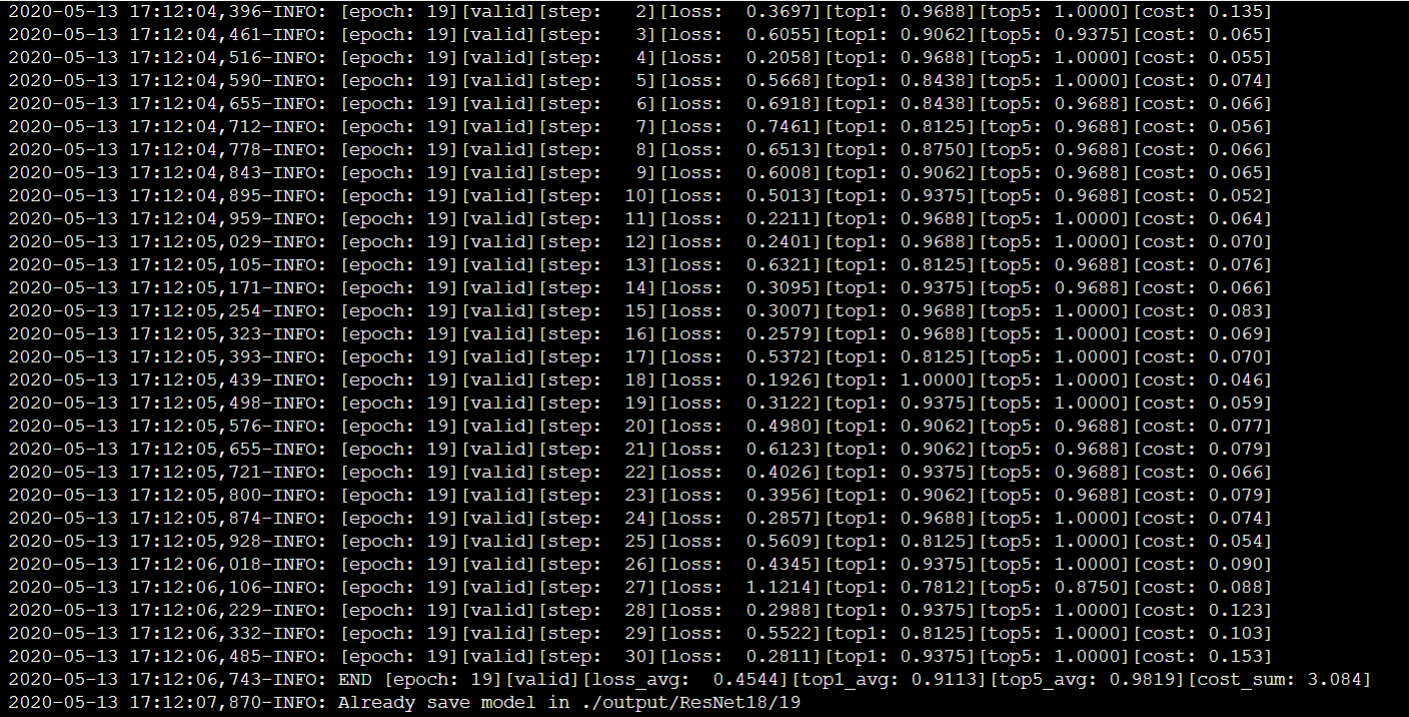 2020-05-13 17:12:04,396-INFO: [epoch: 19][valid][step:    2][loss:  0.3697][top1: 0.9688][top5: 1.0000][cost: 0.135]
2020-05-13 17:12:04,461-INFO: [epoch: 19][valid][step:    3][loss:  0.6055][top1: 0.9062][top5: 0.9375][cost: 0.065]
2020-05-13 17:12:04,516-INFO: [epoch: 19][valid][step:    4][loss:  0.2058][top1: 0.9688][top5: 1.0000][cost: 0.055]
2020-05-13 17:12:04,590-INFO: [epoch: 19][valid][step:    5][loss:  0.5668][top1: 0.8438][top5: 1.0000][cost: 0.074]
2020-05-13 17:12:04,655-INFO: [epoch: 19][valid][step:    6][loss:  0.6918][top1: 0.8438][top5: 0.9688][cost: 0.066]
2020-05-13 17:12:04,712-INFO: [epoch: 19][valid][step:    7][loss:  0.7461][top1: 0.8125][top5: 0.9688][cost: 0.056]
2020-05-13 17:12:04,778-INFO: [epoch: 19][valid][step:    8][loss:  0.6513][top1: 0.8750][top5: 0.9688][cost: 0.066]
2020-05-13 17:12:04,843-INFO: [epoch: 19][valid][step:    9][loss:  0.6008][top1: 0.9062][top5: 0.9688][cost: 0.065]
2020-05-13 17:12:04,895-INFO: [epoch: 19][valid][step:   10][loss:  0.5013][top1: 0.9375][top5: 0.9688][cost: 0.052]
2020-05-13 17:12:04,959-INFO: [epoch: 19][valid][step:   11][loss:  0.2211][top1: 0.9688][top5: 1.0000][cost: 0.064]
2020-05-13 17:12:05,029-INFO: [epoch: 19][valid][step:   12][loss:  0.2401][top1: 0.9688][top5: 1.0000][cost: 0.070]
2020-05-13 17:12:05,105-INFO: [epoch: 19][valid][step:   13][loss:  0.6321][top1: 0.8125][top5: 0.9688][cost: 0.076]
2020-05-13 17:12:05,171-INFO: [epoch: 19][valid][step:   14][loss:  0.3095][top1: 0.9375][top5: 0.9688][cost: 0.066]
2020-05-13 17:12:05,254-INFO: [epoch: 19][valid][step:   15][loss:  0.3007][top1: 0.9688][top5: 1.0000][cost: 0.083]
2020-05-13 17:12:05,323-INFO: [epoch: 19][valid][step:   16][loss:  0.2579][top1: 0.9688][top5: 1.0000][cost: 0.069]
2020-05-13 17:12:05,393-INFO: [epoch: 19][valid][step:   17][loss:  0.5372][top1: 0.8125][top5: 1.0000][cost: 0.070]
2020-05-13 17:12:05,439-INFO: [epoch: 19][valid][step:   18][loss:  0.1926][top1: 1.0000][top5: 1.0000][cost: 0.046]
2020-05-13 17:12:05,498-INFO: [epoch: 19][valid][step:   19][loss:  0.3122][top1: 0.9375][top5: 1.0000][cost: 0.059]
2020-05-13 17:12:05,576-INFO: [epoch: 19][valid][step:   20][loss:  0.4980][top1: 0.9062][top5: 0.9688][cost: 0.077]
2020-05-13 17:12:05,655-INFO: [epoch: 19][valid][step:   21][loss:  0.6123][top1: 0.9062][top5: 0.9688][cost: 0.079]
2020-05-13 17:12:05,721-INFO: [epoch: 19][valid][step:   22][loss:  0.4026][top1: 0.9375][top5: 0.9688][cost: 0.066]
2020-05-13 17:12:05,800-INFO: [epoch: 19][valid][step:   23][loss:  0.3956][top1: 0.9062][top5: 0.9688][cost: 0.079]
2020-05-13 17:12:05,874-INFO: [epoch: 19][valid][step:   24][loss:  0.2857][top1: 0.9688][top5: 1.0000][cost: 0.074]
2020-05-13 17:12:05,928-INFO: [epoch: 19][valid][step:   25][loss:  0.5609][top1: 0.8125][top5: 1.0000][cost: 0.054]
2020-05-13 17:12:06,018-INFO: [epoch: 19][valid][step:   26][loss:  0.4345][top1: 0.9375][top5: 1.0000][cost: 0.090]
2020-05-13 17:12:06,106-INFO: [epoch: 19][valid][step:   27][loss:  1.1214][top1: 0.7812][top5: 0.8750][cost: 0.088]
2020-05-13 17:12:06,229-INFO: [epoch: 19][valid][step:   28][loss:  0.2988][top1: 0.9375][top5: 1.0000][cost: 0.123]
2020-05-13 17:12:06,332-INFO: [epoch: 19][valid][step:   29][loss:  0.5522][top1: 0.8125][top5: 1.0000][cost: 0.103]
2020-05-13 17:12:06,485-INFO: [epoch: 19][valid][step:   30][loss:  0.2811][top1: 0.9375][top5: 1.0000][cost: 0.153]
2020-05-13 17:12:06,743-INFO: END [epoch: 19][valid][loss_avg:  0.4544][top1_avg: 0.9113][top5_avg: 0.9819][cost_sum: 3.084]
2020-05-13 17:12:07,870-INFO: Already save model in ./output/ResNet18/19